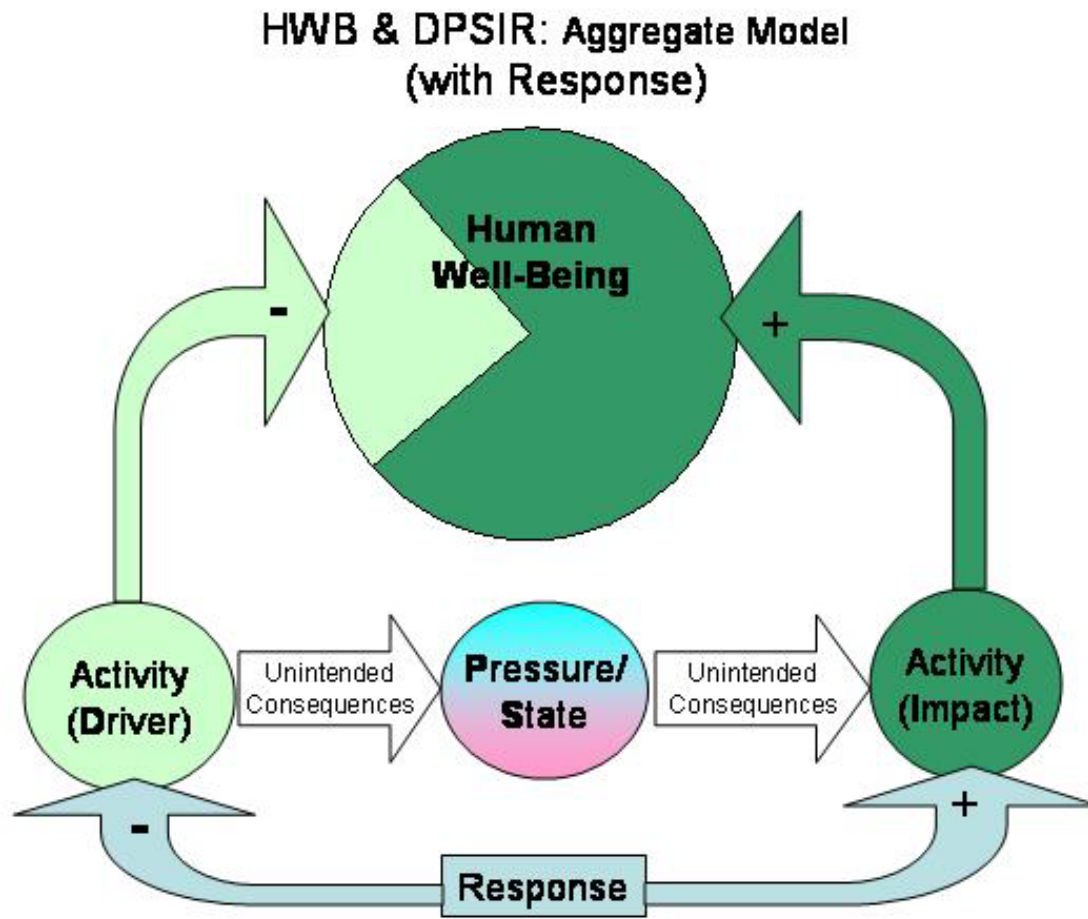 HWB & DPSIR: Aggregate Model
(with Response)
Human
Well-Being
-
+
Activity
(Driver)
Unintended
Consequences
Pressure/
State
Unintended
Consequences
Activity
(Impact)
-
+
Response